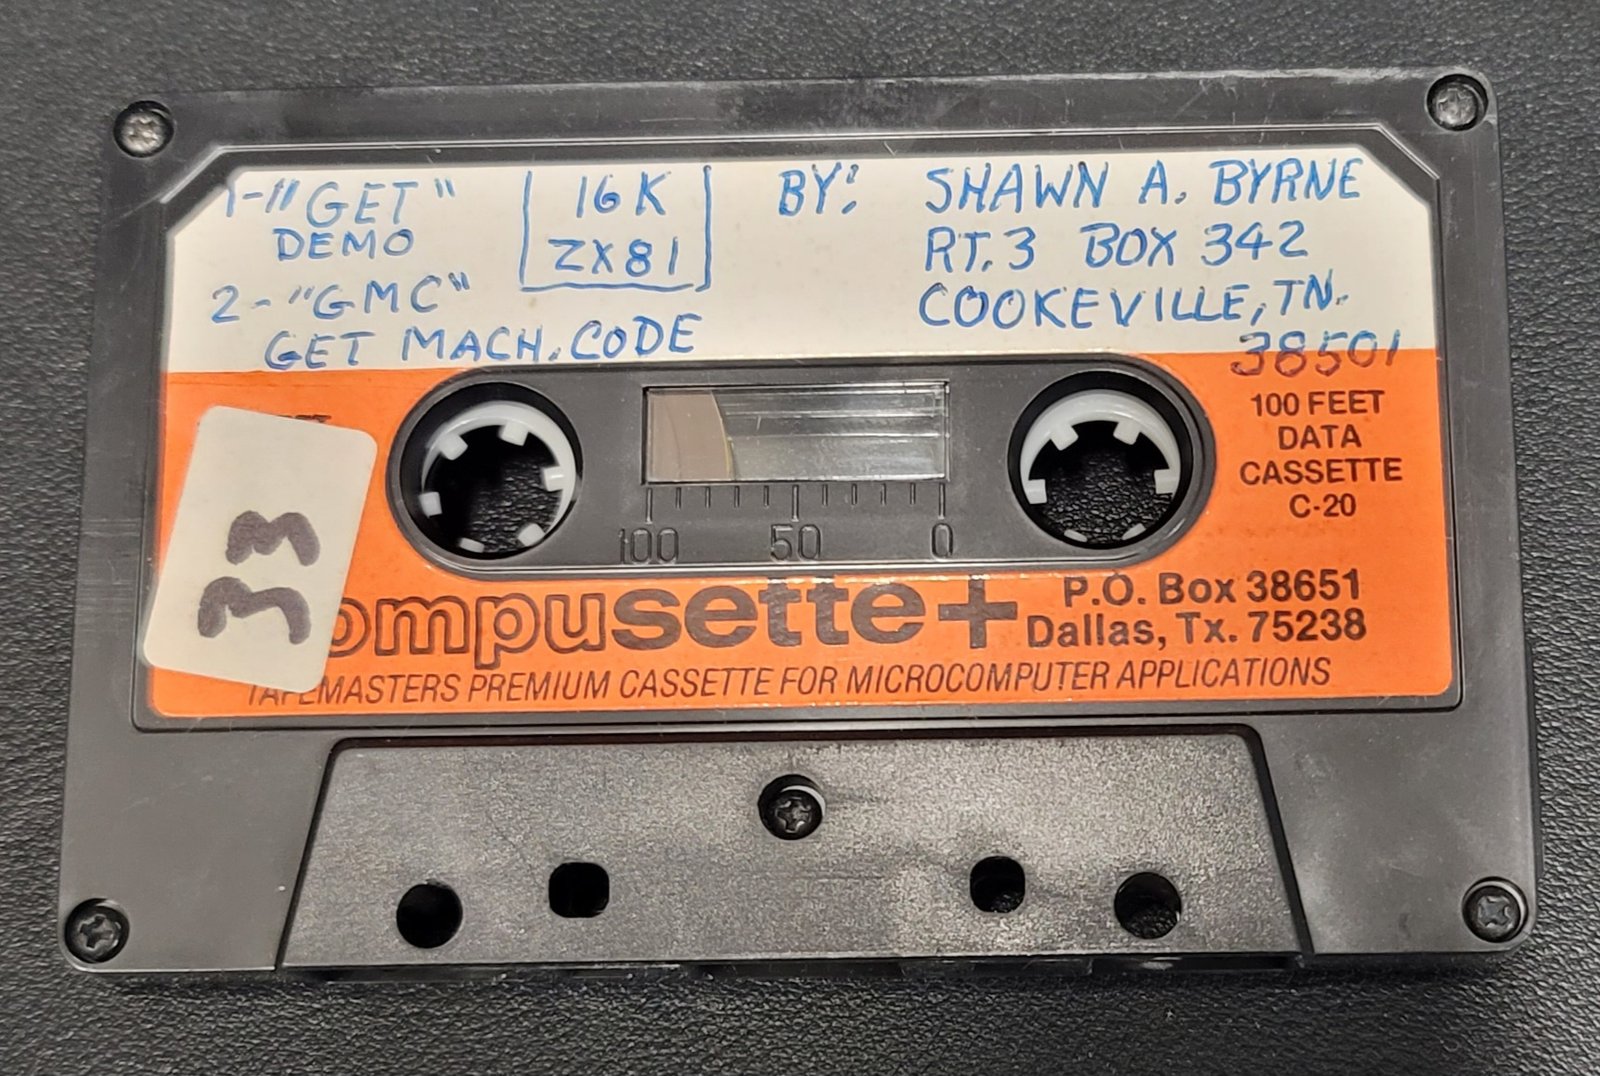 1-"GET"
DEMO
2-"GMC"
GET MACH. CODE
16K
ZX81
BY: SHAWN A. BYRNE
RT. 3 BOX 342
COOKEVILLE, TN.
38501
100 FEET
DATA
CASSETTE
C-20
33
100 50 0
ompusette+
P.O. Box 38651
Dallas, Tx. 75238
TAPEMASTERS PREMIUM CASSETTE FOR MICROCOMPUTER APPLICATIONS